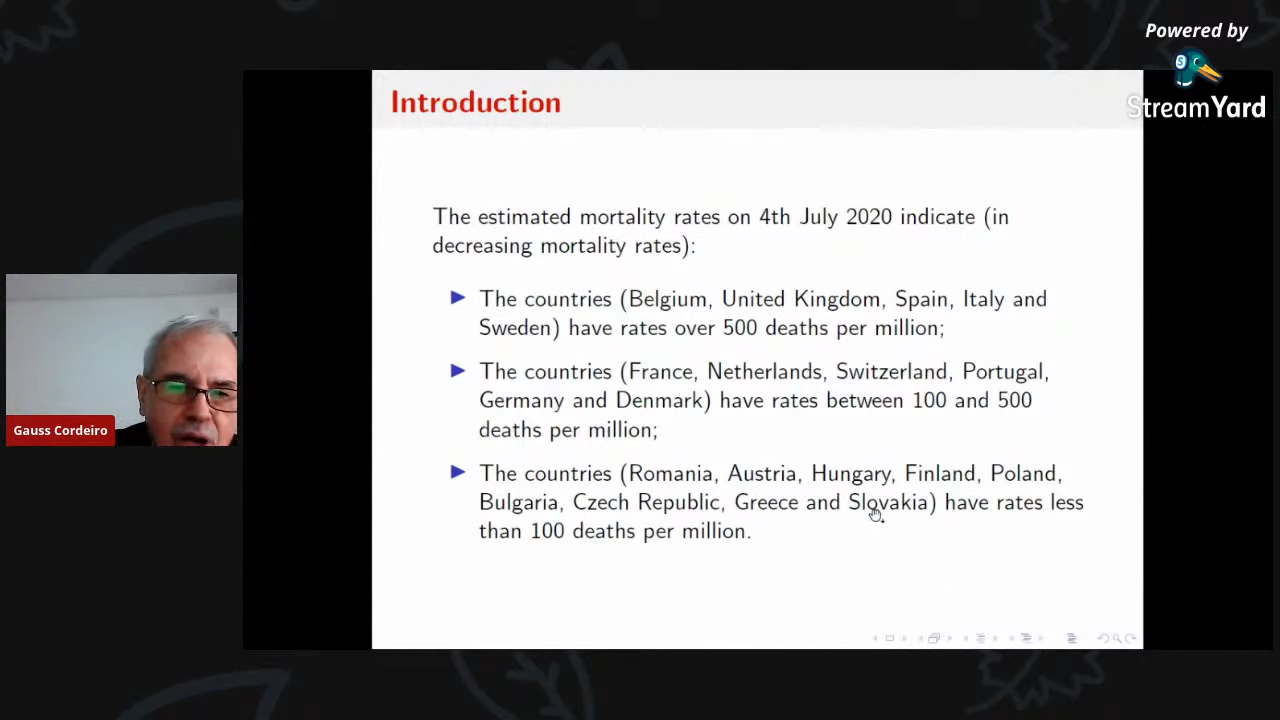 Powered by
StreamYard
Introduction
The estimated mortality rates on 4th July 2020 indicate (in
decreasing mortality rates):
The countries (Belgium, United Kingdom, Spain, Italy and
Sweden) have rates over 500 deaths per million;
The countries (France, Netherlands, Switzerland, Portugal,
Germany and Denmark) have rates between 100 and 500
deaths per million;
The countries (Romania, Austria, Hungary, Finland, Poland,
Bulgaria, Czech Republic, Greece and Slovakia) have rates less
than 100 deaths per million.
Gauss Cordeiro